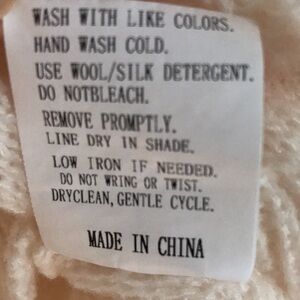 WASH WITH LIKE COLORS.
HAND WASH COLD.
USE WOOL/SILK DETERGENT.
DO NOTBLEACH.
REMOVE PROMPTLY.
LINE DRY IN SHADE.
LOW IRON IF NEEDED.
DO NOT WRING OR TWIST.
DRYCLEAN, GENTLE CYCLE.
MADE IN CHINA